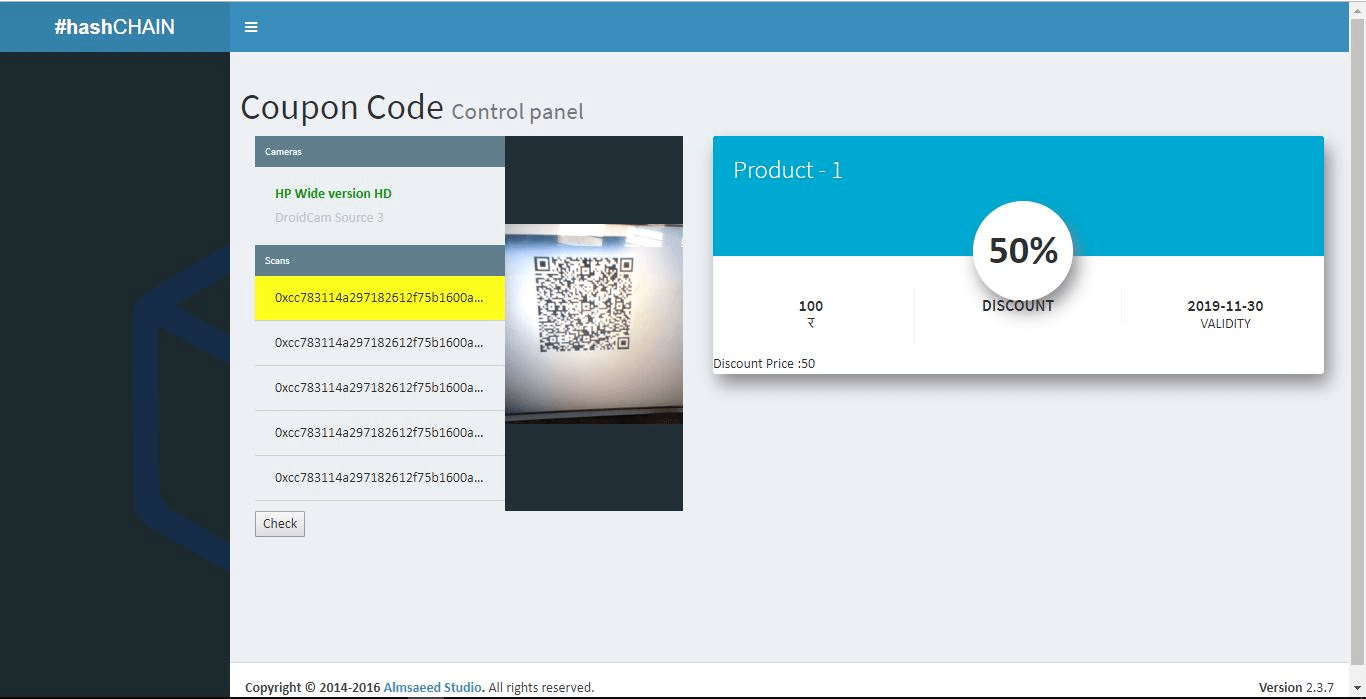 #hashCHAIN
Coupon Code Control panel
Cameras
HP Wide version HD
DroidCam Source 3
Scans
0xcc783114a297182612f75b1600a...
0xcc783114a297182612f75b1600a...
0xcc783114a297182612f75b1600a...
0xcc783114a297182612f75b1600a...
0xcc783114a297182612f75b1600a...
Check
Product - 1
50%
100
₹
DISCOUNT
2019-11-30
VALIDITY
Discount Price :50
Copyright © 2014-2016 Almsaeed Studio. All rights reserved.
Version 2.3.7